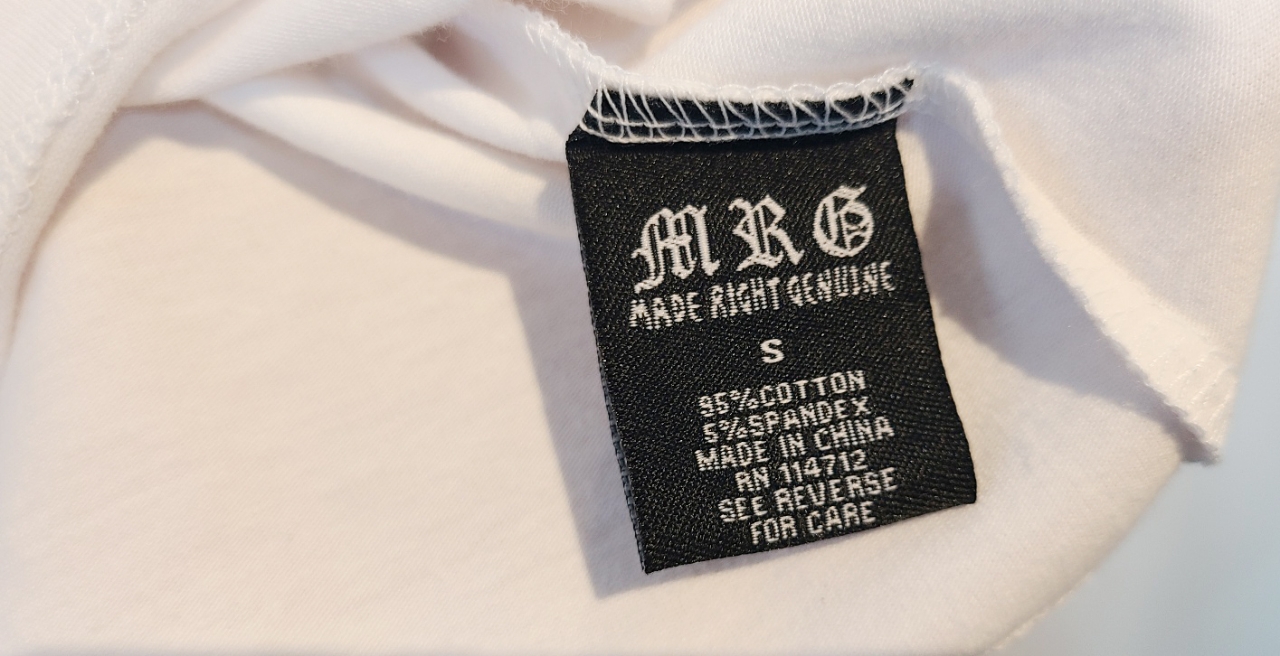 MRG
MADE RIGHT GENUINE
S
95%COTTON
5%SPANDEX
MADE IN CHINA
RN 114712
SEE REVERSE
FOR CARE